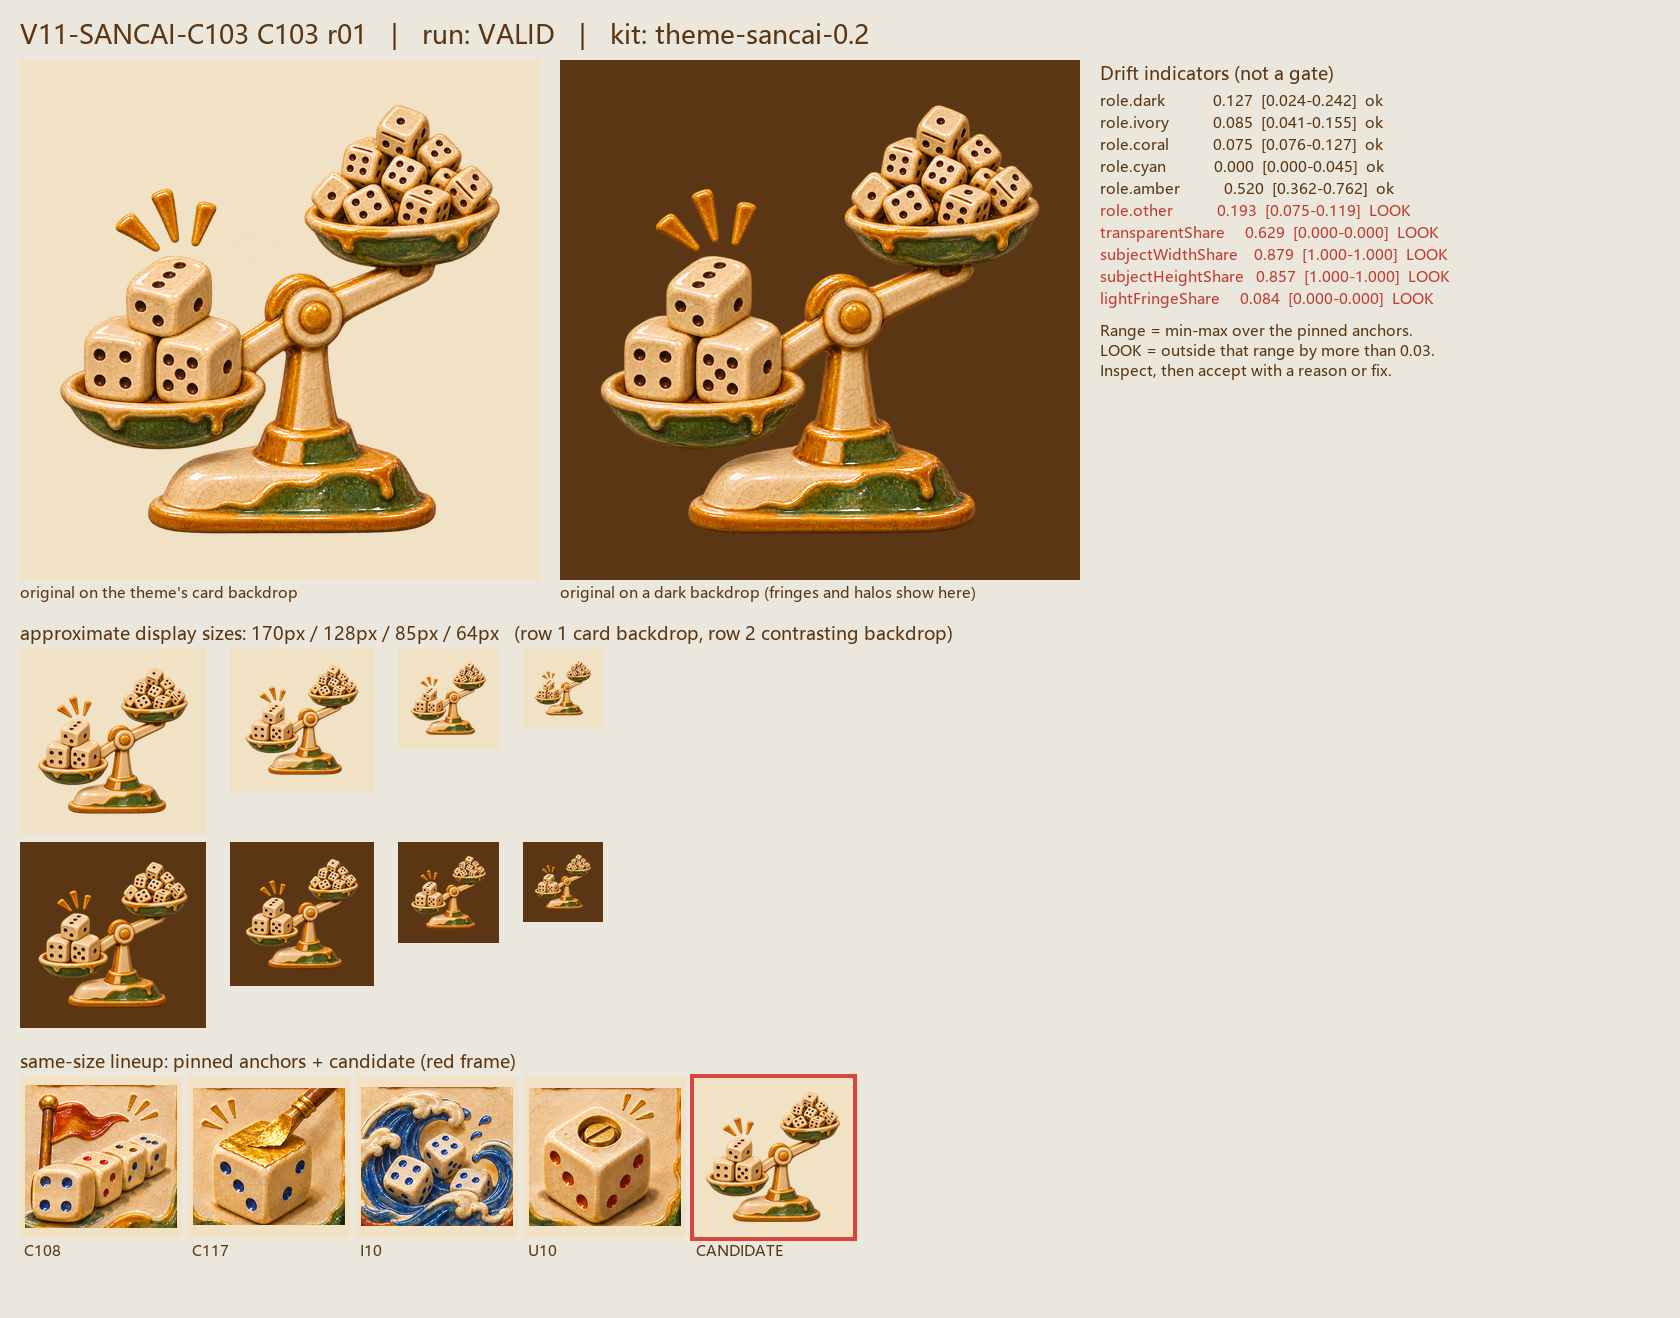 V11-SANCAI-C103 C103 r01 | run: VALID | kit: theme-sancai-0.2
Drift indicators (not a gate)
role.dark 0.127 [0.024-0.242] ok
role.ivory 0.085 [0.041-0.155] ok
role.coral 0.075 [0.076-0.127] ok
role.cyan 0.000 [0.000-0.045] ok
role.amber 0.520 [0.362-0.762] ok
role.other 0.193 [0.075-0.119] LOOK
transparentShare 0.629 [0.000-0.000] LOOK
subjectWidthShare 0.879 [1.000-1.000] LOOK
subjectHeightShare 0.857 [1.000-1.000] LOOK
lightFringeShare 0.084 [0.000-0.000] LOOK
Range = min-max over the pinned anchors.
LOOK = outside that range by more than 0.03.
Inspect, then accept with a reason or fix.
original on the theme's card backdrop
original on a dark backdrop (fringes and halos show here)
approximate display sizes: 170px / 128px / 85px / 64px (row 1 card backdrop, row 2 contrasting backdrop)
same-size lineup: pinned anchors + candidate (red frame)
C108
C117
I10
U10
CANDIDATE